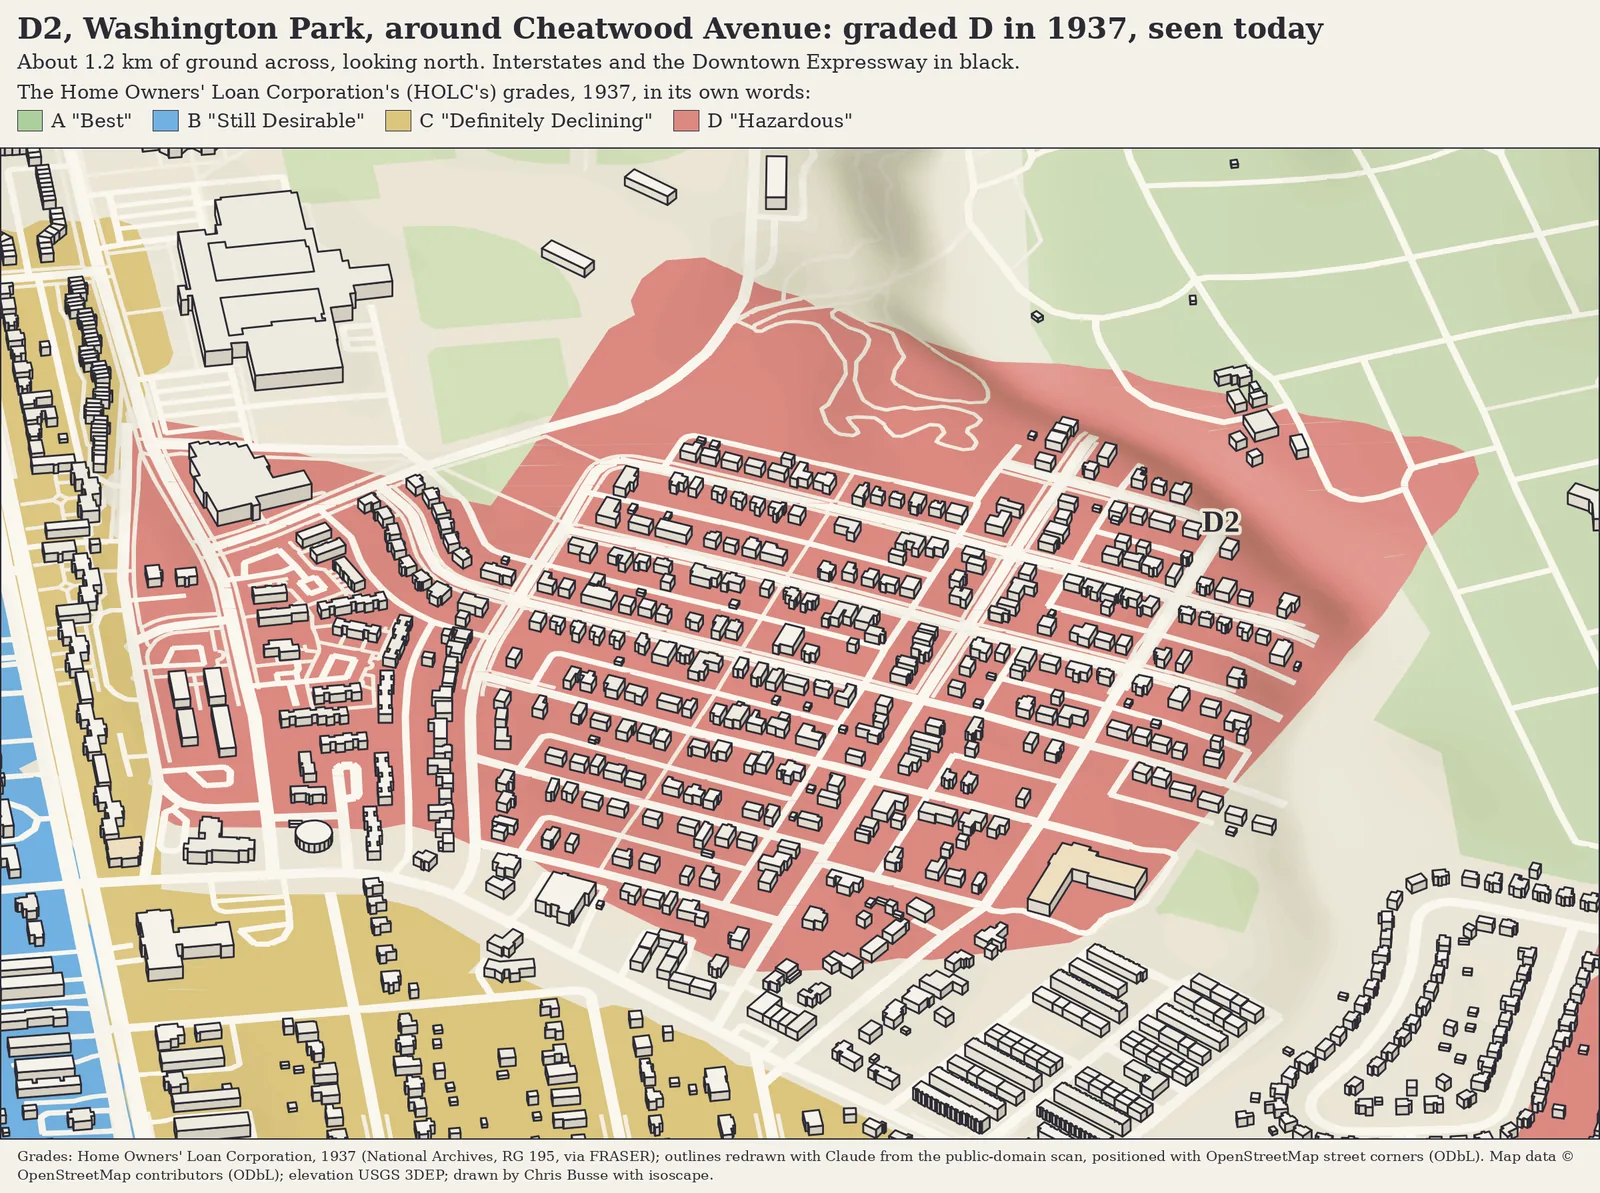 D2, Washington Park, around Cheatwood Avenue: graded D in 1937, seen today
About 1.2 km of ground across, looking north. Interstates and the Downtown Expressway in black.
The Home Owners' Loan Corporation's (HOLC's) grades, 1937, in its own words:
A "Best" B "Still Desirable" C "Definitely Declining" D "Hazardous"
D2
Grades: Home Owners' Loan Corporation, 1937 (National Archives, RG 195, via FRASER); outlines redrawn with Claude from the public-domain scan, positioned with OpenStreetMap street corners (ODbL). Map data ©
OpenStreetMap contributors (ODbL); elevation USGS 3DEP; drawn by Chris Busse with isoscape.